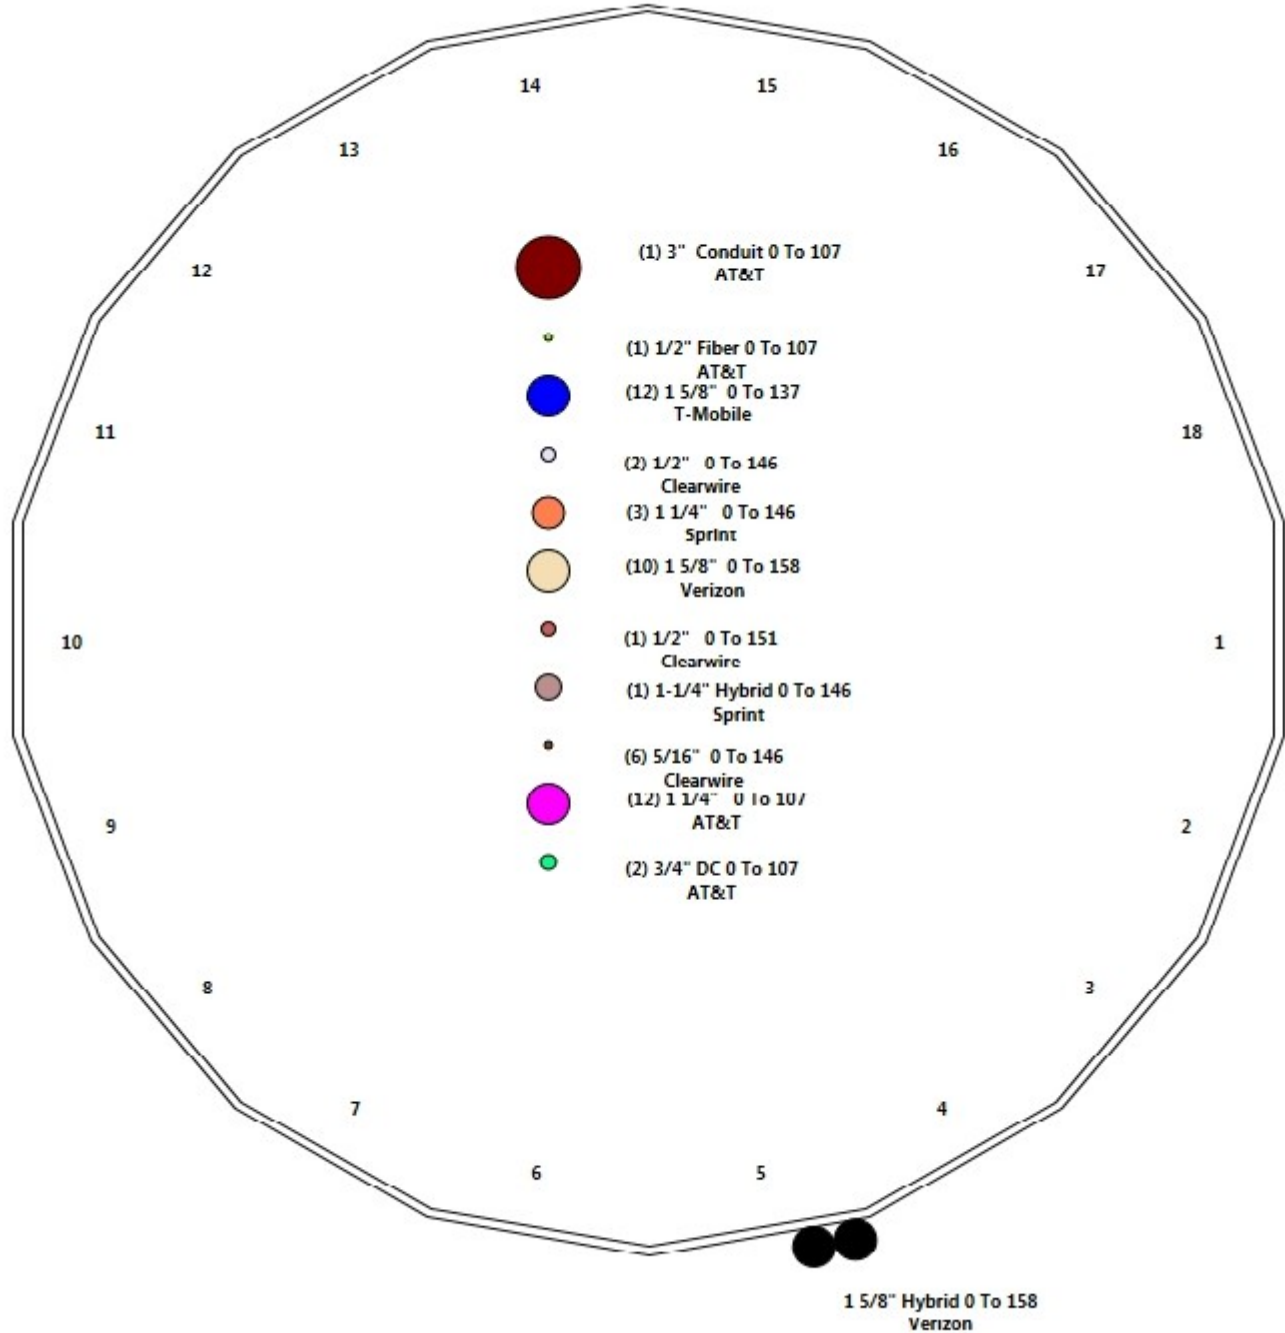 14
15
13
16
12
17
11
18
10
1
9
2
8
3
7
4
6
5
(1) 3" Conduit 0 To 107
AT&T
(1) 1/2" Fiber 0 To 107
AT&T
(12) 1 5/8" 0 To 137
T-Mobile
(2) 1/2" 0 To 146
Clearwire
(3) 1 1/4" 0 To 146
Sprint
(10) 1 5/8" 0 To 158
Verizon
(1) 1/2" 0 To 151
Clearwire
(1) 1-1/4" Hybrid 0 To 146
Sprint
(6) 5/16" 0 To 146
Clearwire
(12) 1 1/4" 0 To 107
AT&T
(2) 3/4" DC 0 To 107
AT&T
1 5/8" Hybrid 0 To 158
Verizon